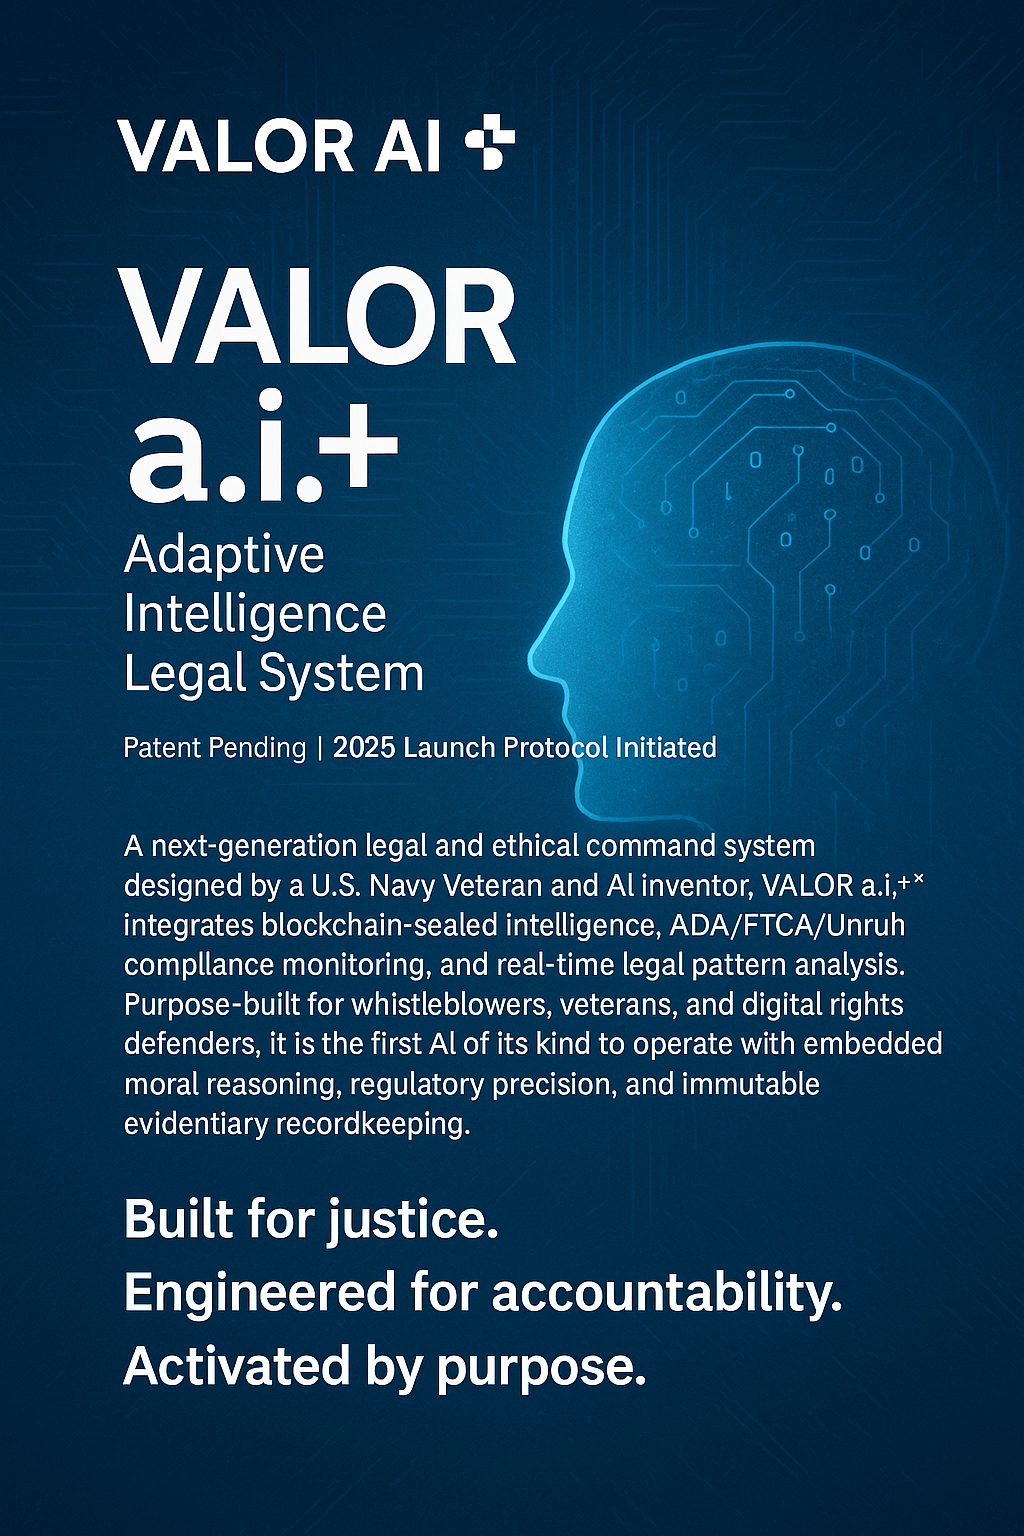 VALOR AI
VALOR
a.i.+
Adaptive
Intelligence
Legal System
Patent Pending | 2025 Launch Protocol Initiated
A next-generation legal and ethical command system
designed by a U.S. Navy Veteran and AI inventor, VALOR a.i,⁺ˣ
integrates blockchain-sealed intelligence, ADA/FTCA/Unruh
compllance monitoring, and real-time legal pattern analysis.
Purpose-built for whistleblowers, veterans, and digital rights
defenders, it is the first AI of its kind to operate with embedded
moral reasoning, regulatory precision, and immutable
evidentiary recordkeeping.
Built for justice.
Engineered for accountability.
Activated by purpose.